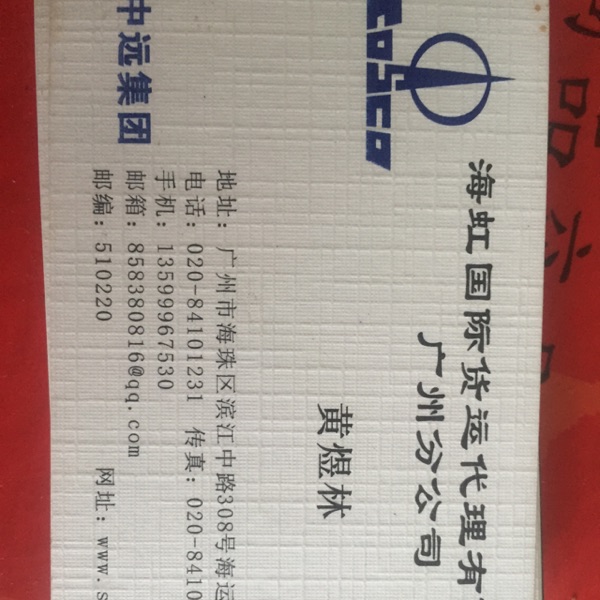 COSCO
海虹国际货运代理有
广州分公司
黄煜林
地址：广州市海珠区滨江中路308号海运
电话：020-84101231 传真：020-8410
手机：13599967530
邮箱：858380816@qq.com 网址：www.s
邮编：510220
中远集团